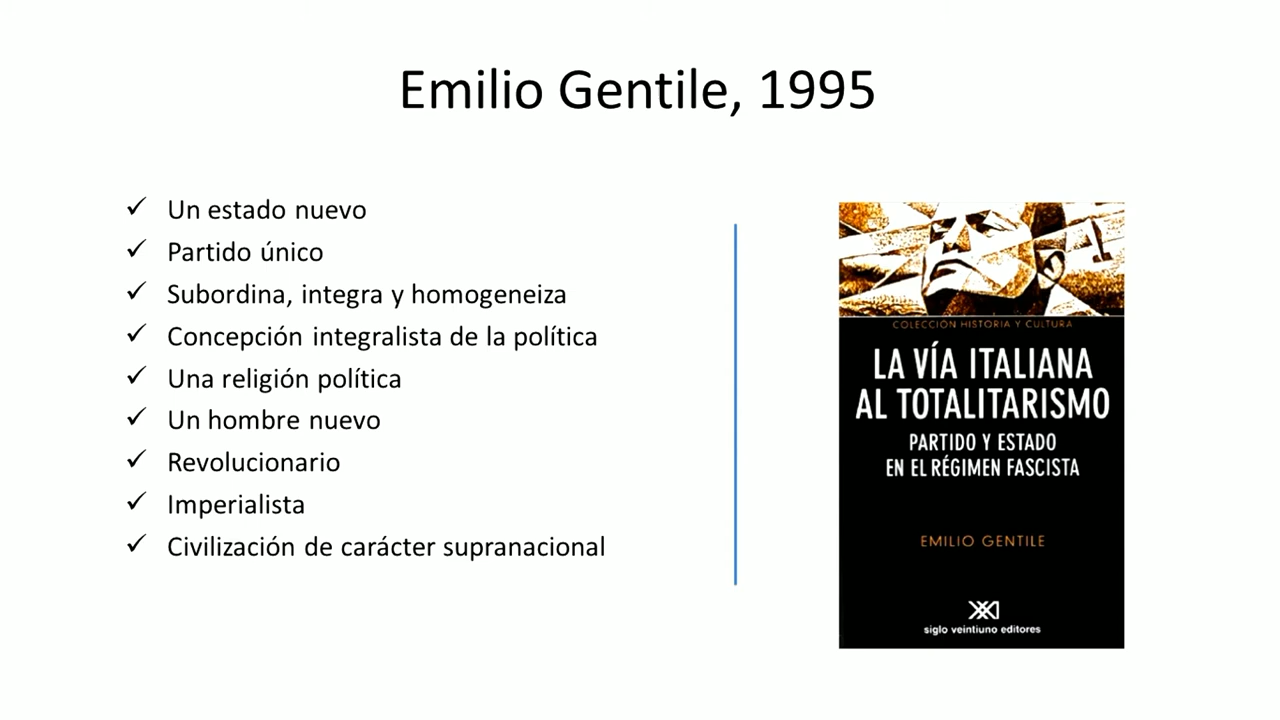 Emilio Gentile, 1995
Un estado nuevo
Partido único
Subordina, integra y homogeneiza
Concepción integralista de la política
Una religión política
Un hombre nuevo
Revolucionario
Imperialista
Civilización de carácter supranacional
COLECCIÓN HISTORIA Y CULTURA
LA VÍA ITALIANA
AL TOTALITARISMO
PARTIDO Y ESTADO
EN EL RÉGIMEN FASCISTA
EMILIO GENTILE
siglo veintiuno editores